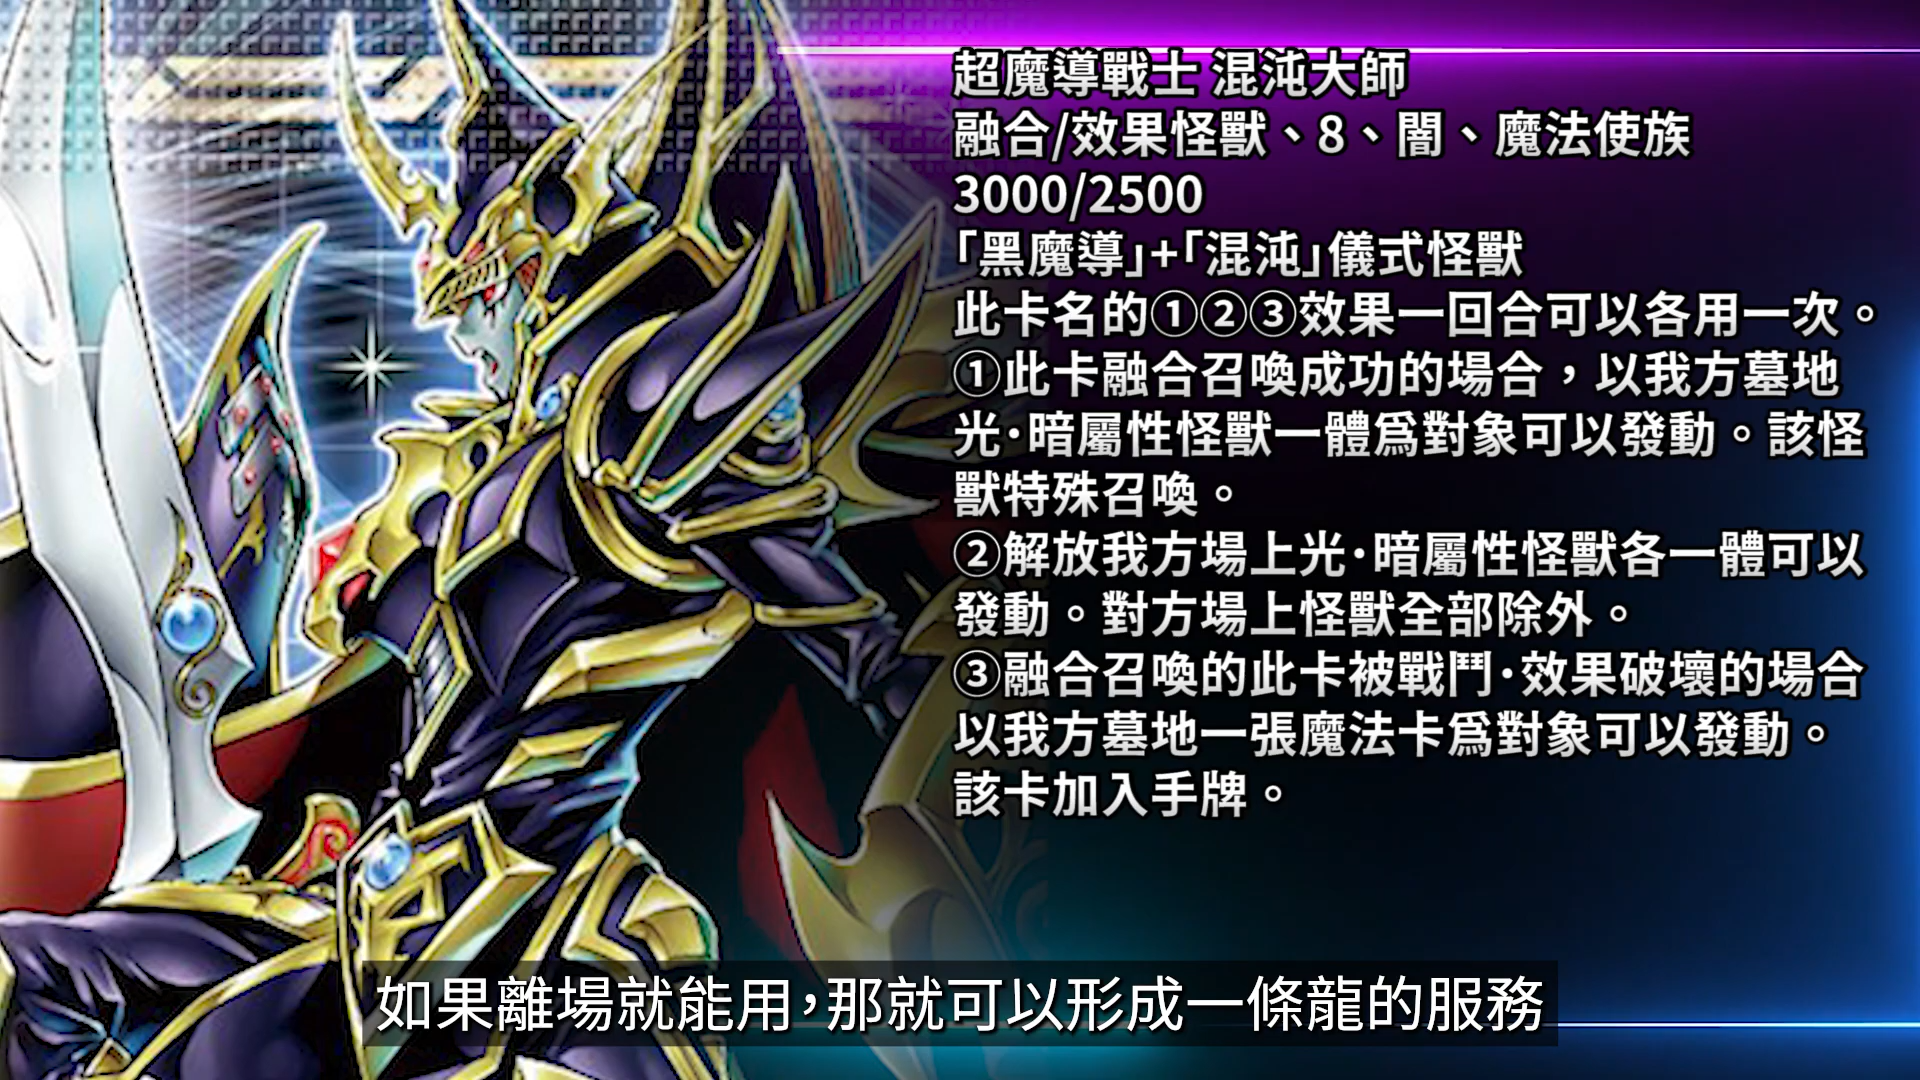 超魔導戰士 混沌大師
融合/效果怪獸、8、闇、魔法使族
3000/2500
「黑魔導」+「混沌」儀式怪獸
此卡名的①②③效果一回合可以各用一次。
①此卡融合召喚成功的場合，以我方墓地
光·暗屬性怪獸一體爲對象可以發動。該怪
獸特殊召喚。
②解放我方場上光·暗屬性怪獸各一體可以
發動。對方場上怪獸全部除外。
③融合召喚的此卡被戰鬥·效果破壞的場合
以我方墓地一張魔法卡爲對象可以發動。
該卡加入手牌。
如果離場就能用，那就可以形成一條龍的服務